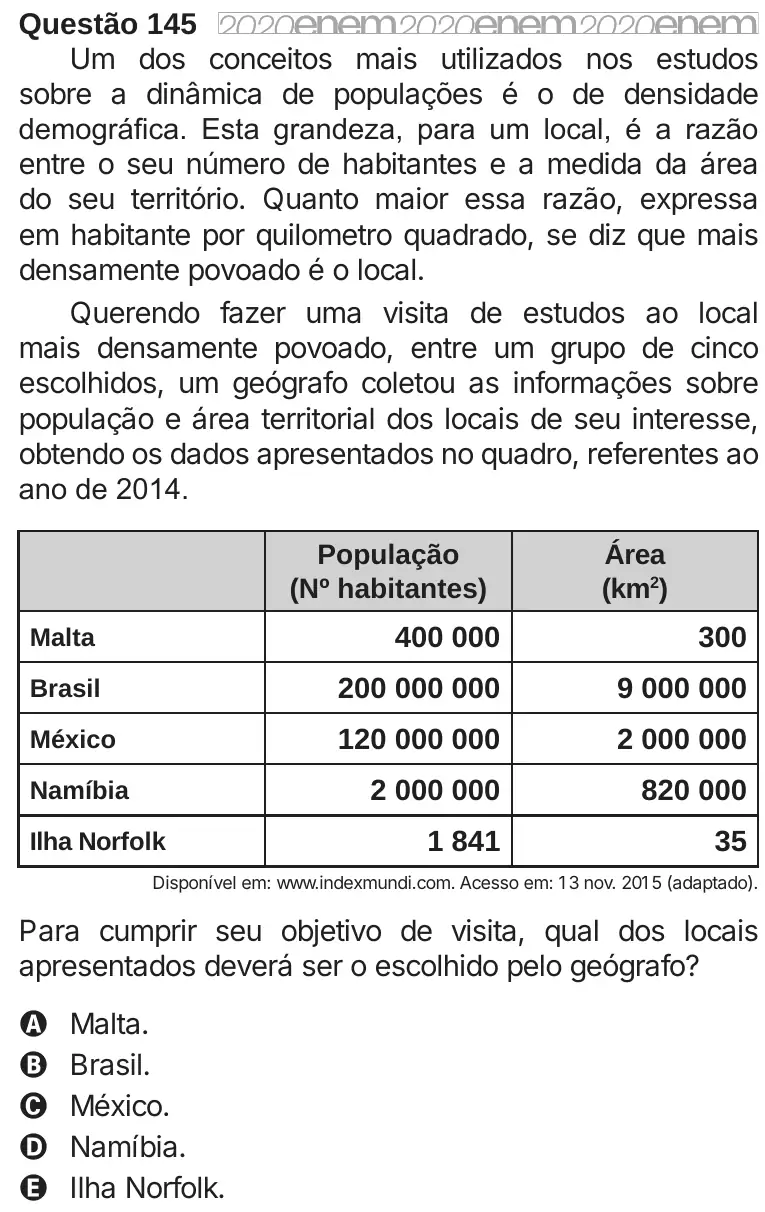 Questão 145 2020enem2020enem2020enem
Um dos conceitos mais utilizados nos estudos
sobre a dinâmica de populações é o de densidade
demográfica. Esta grandeza, para um local, é a razão
entre o seu número de habitantes e a medida da área
do seu território. Quanto maior essa razão, expressa
em habitante por quilometro quadrado, se diz que mais
densamente povoado é o local.
Querendo fazer uma visita de estudos ao local
mais densamente povoado, entre um grupo de cinco
escolhidos, um geógrafo coletou as informações sobre
população e área territorial dos locais de seu interesse,
obtendo os dados apresentados no quadro, referentes ao
ano de 2014.
População Área
(Nº habitantes) (km²)
Malta 400 000 300
Brasil 200 000 000 9 000 000
México 120 000 000 2 000 000
Namíbia 2 000 000 820 000
Ilha Norfolk 1 841 35
Disponível em: www.indexmundi.com. Acesso em: 13 nov. 2015 (adaptado).
Para cumprir seu objetivo de visita, qual dos locais
apresentados deverá ser o escolhido pelo geógrafo?
A Malta.
B Brasil.
C México.
D Namíbia.
E Ilha Norfolk.